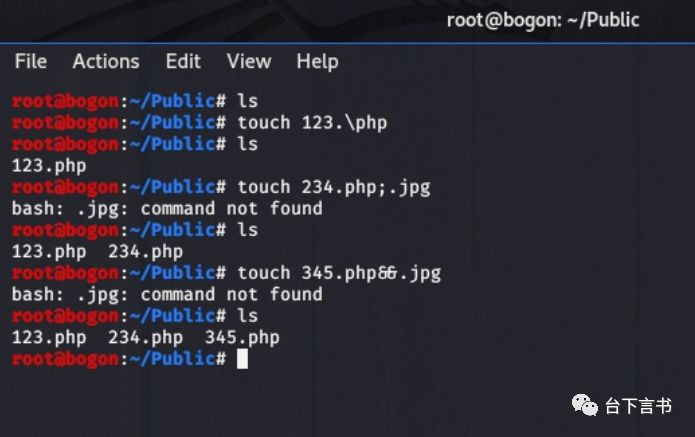 root@bogon: ~/Public
File Actions Edit View Help
root@bogon:~/Public# ls
root@bogon:~/Public# touch 123.\php
root@bogon:~/Public# ls
123.php
root@bogon:~/Public# touch 234.php;.jpg
bash: .jpg: command not found
root@bogon:~/Public# ls
123.php  234.php
root@bogon:~/Public# touch 345.php&&.jpg
bash: .jpg: command not found
root@bogon:~/Public# ls
123.php  234.php  345.php
root@bogon:~/Public#
台下言书